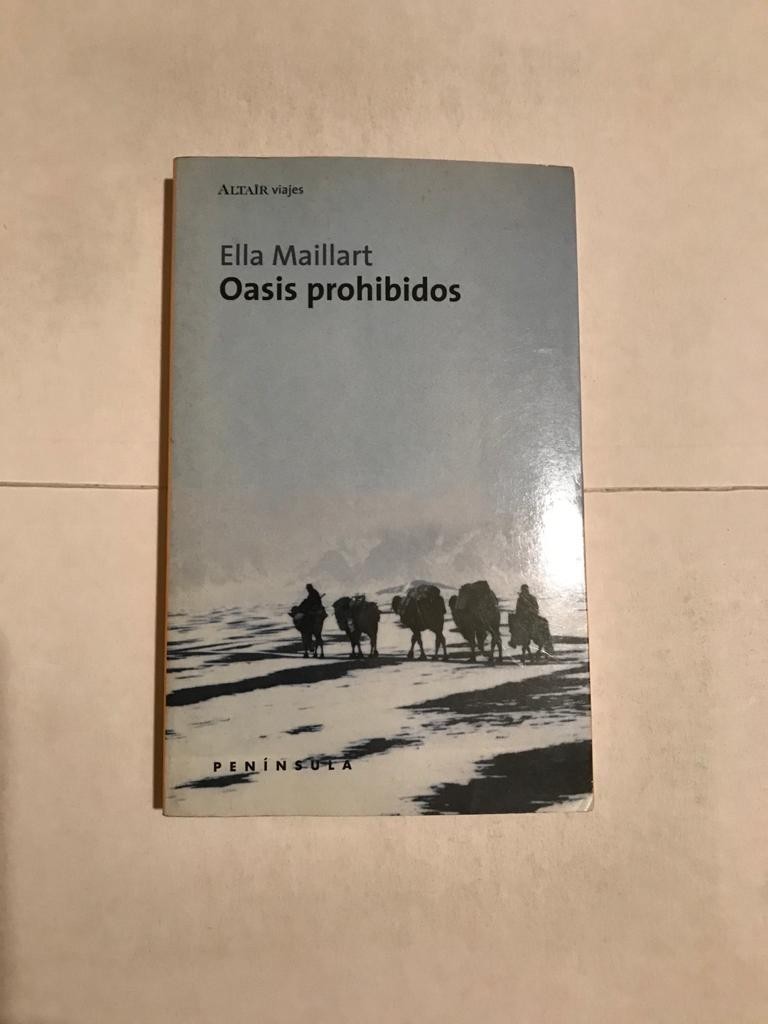 ALTAÏR viajes
Ella Maillart
Oasis prohibidos
PENÍNSULA